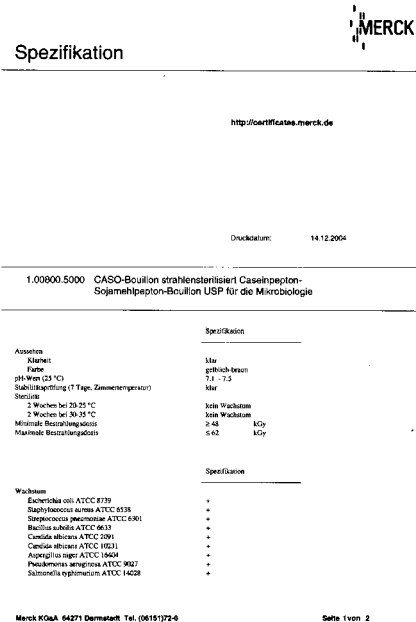 MERCK
Spezifikation
http://certificates.merck.de
Druckdatum: 14.12.2004
1.00800.5000 CASO-Bouillon strahlensterilisiert Caseinpepton-
Sojamehlpepton-Bouillon USP für die Mikrobiologie
Spezifikation
Aussehen
Klarheit klar
Farbe gelblich-braun
pH-Wert (25 °C) 7.1 - 7.5
Stabilitätsprüfung (7 Tage, Zimmertemperatur) klar
Sterilität
2 Wochen bei 20-25 °C kein Wachstum
2 Wochen bei 30-35 °C kein Wachstum
Minimale Bestrahlungsdosis ≥ 48 kGy
Maximale Bestrahlungsdosis ≤ 62 kGy
Spezifikation
Wachstum
Escherichia coli ATCC 8739 +
Staphylococcus aureus ATCC 6538 +
Streptococcus pneumoniae ATCC 6301 +
Bacillus subtilis ATCC 6633 +
Candida albicans ATCC 2091 +
Candida albicans ATCC 10231 +
Aspergillus niger ATCC 16404 +
Pseudomonas aeruginosa ATCC 9027 +
Salmonella typhimurium ATCC 14028 +
Merck KGaA 64271 Darmstadt Tel. (06151)72-0 Seite 1 von 2